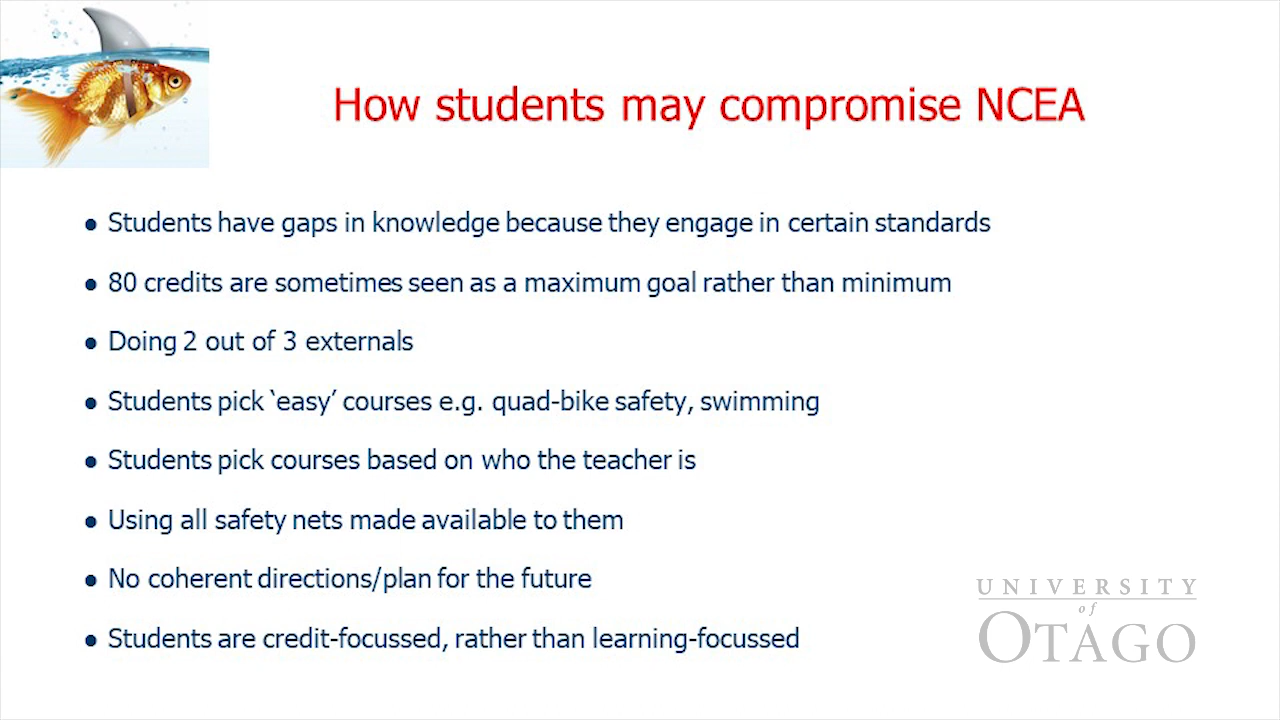 How students may compromise NCEA
● Students have gaps in knowledge because they engage in certain standards
● 80 credits are sometimes seen as a maximum goal rather than minimum
● Doing 2 out of 3 externals
● Students pick ‘easy’ courses e.g. quad-bike safety, swimming
● Students pick courses based on who the teacher is
● Using all safety nets made available to them
● No coherent directions/plan for the future
● Students are credit-focussed, rather than learning-focussed
UNIVERSITY
of
OTAGO